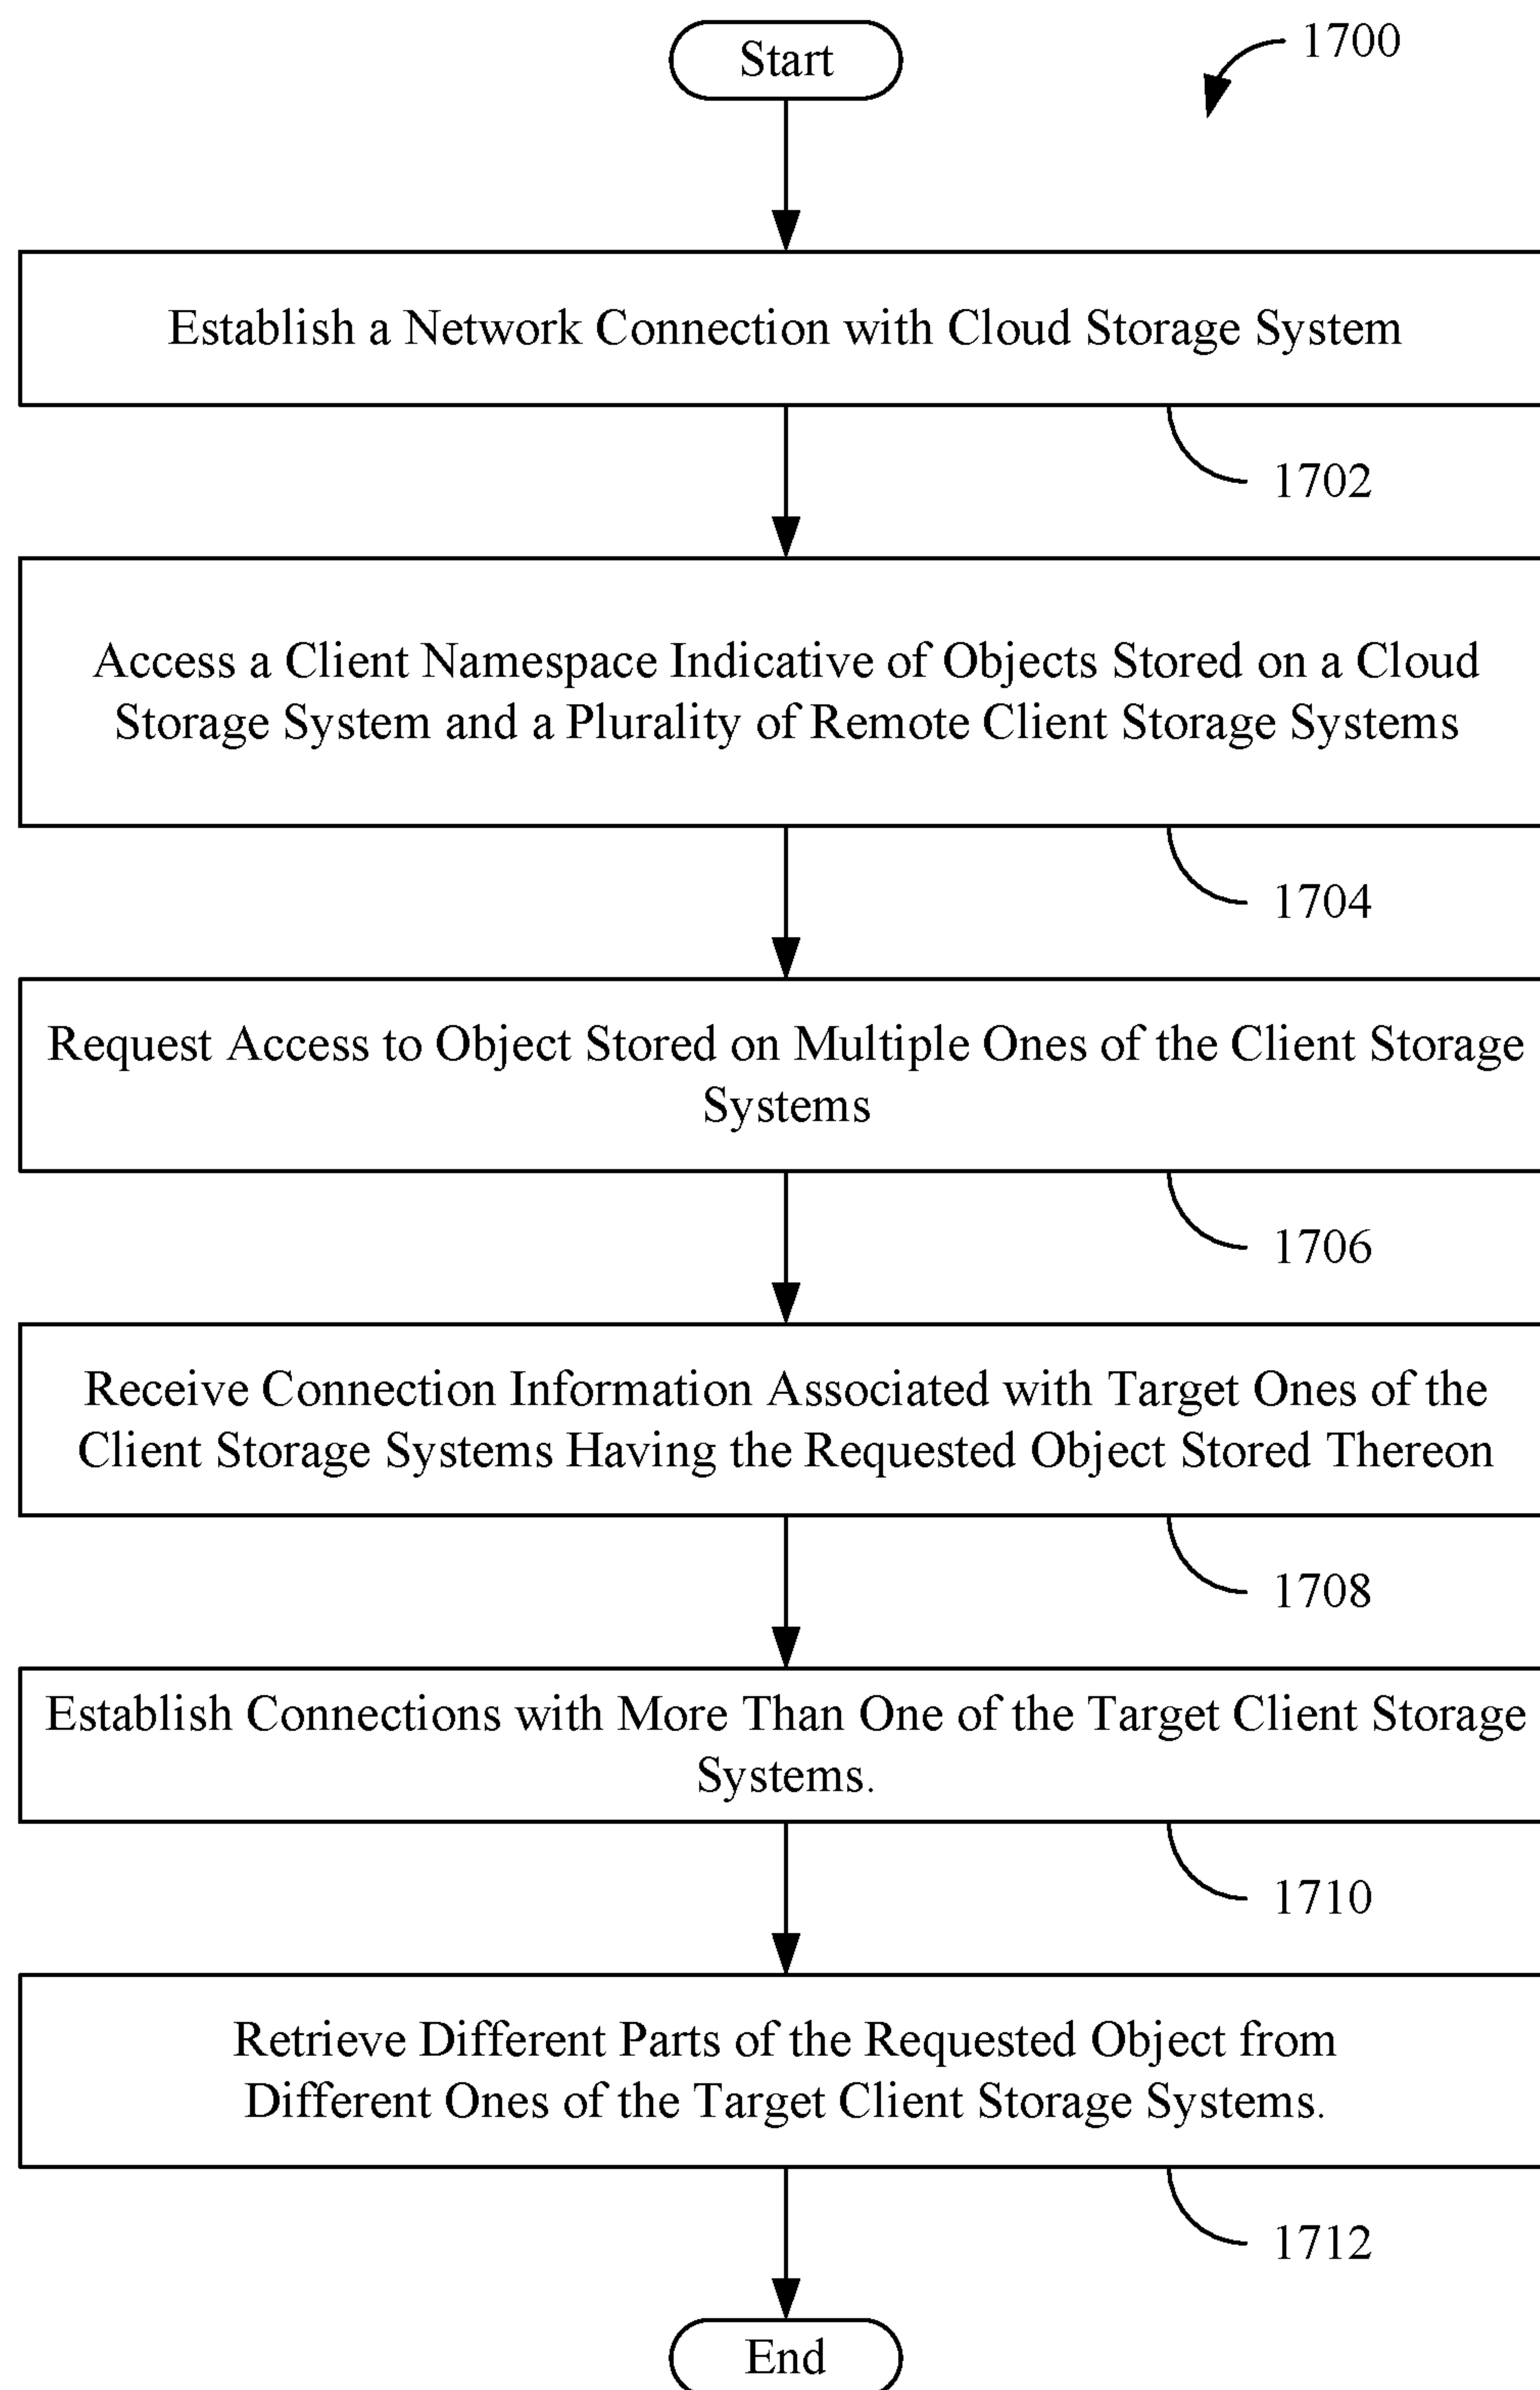 Start
1700
Establish a Network Connection with Cloud Storage System
1702
Access a Client Namespace Indicative of Objects Stored on a Cloud
Storage System and a Plurality of Remote Client Storage Systems
1704
Request Access to Object Stored on Multiple Ones of the Client Storage
Systems
1706
Receive Connection Information Associated with Target Ones of the
Client Storage Systems Having the Requested Object Stored Thereon
1708
Establish Connections with More Than One of the Target Client Storage
Systems.
1710
Retrieve Different Parts of the Requested Object from
Different Ones of the Target Client Storage Systems.
1712
End